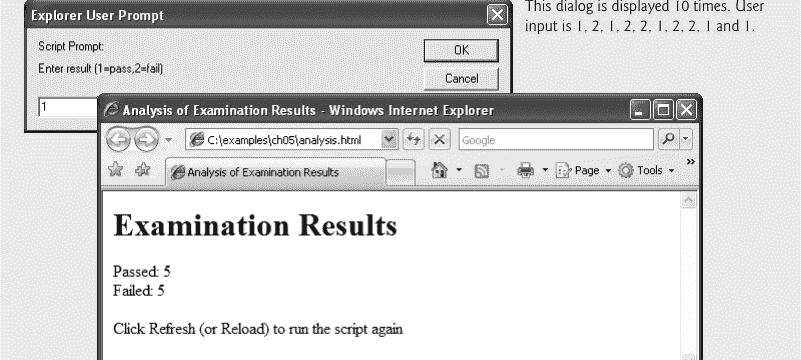 Explorer User Prompt
This dialog is displayed 10 times. User
input is 1, 2, 1, 2, 2, 1, 2, 2, 1 and 1.
Script Prompt:
OK
Enter result (1=pass,2=fail)
Cancel
1
Analysis of Examination Results - Windows Internet Explorer
C:\examples\ch05\analysis.html
Google
Analysis of Examination Results
Page
Tools
»
Examination Results
Passed: 5
Failed: 5
Click Refresh (or Reload) to run the script again